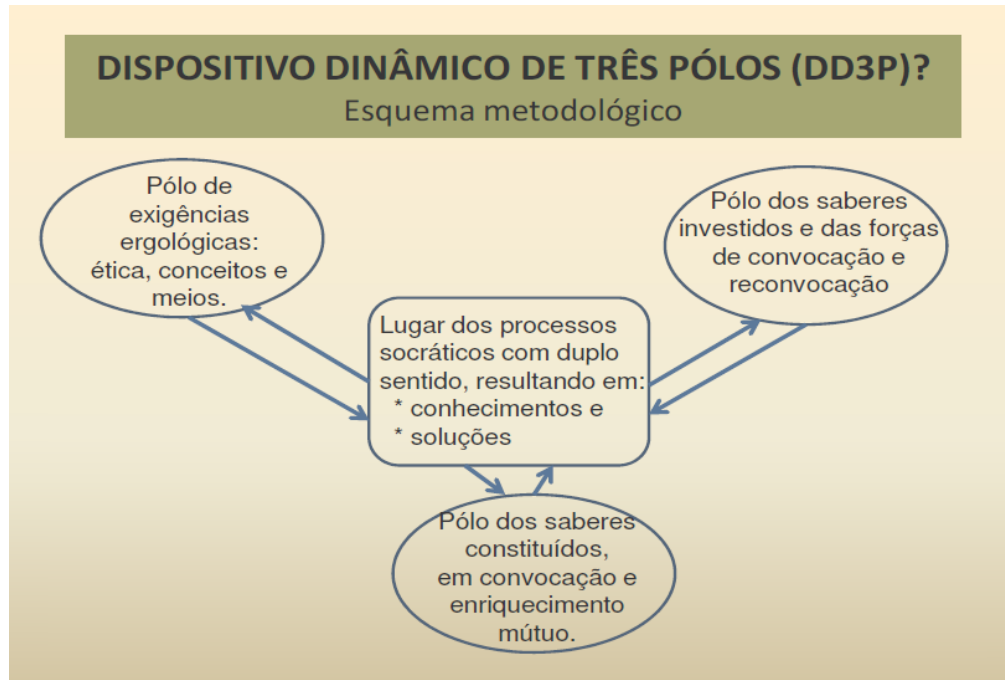 DISPOSITIVO DINÂMICO DE TRÊS PÓLOS (DD3P)?
Esquema metodológico
Pólo de
exigências
ergológicas:
ética, conceitos e
meios.
Pólo dos saberes
investidos e das forças
de convocação e
reconvocação
Lugar dos processos
socráticos com duplo
sentido, resultando em:
* conhecimentos e
* soluções
Pólo dos saberes
constituídos,
em convocação e
enriquecimento
mútuo.